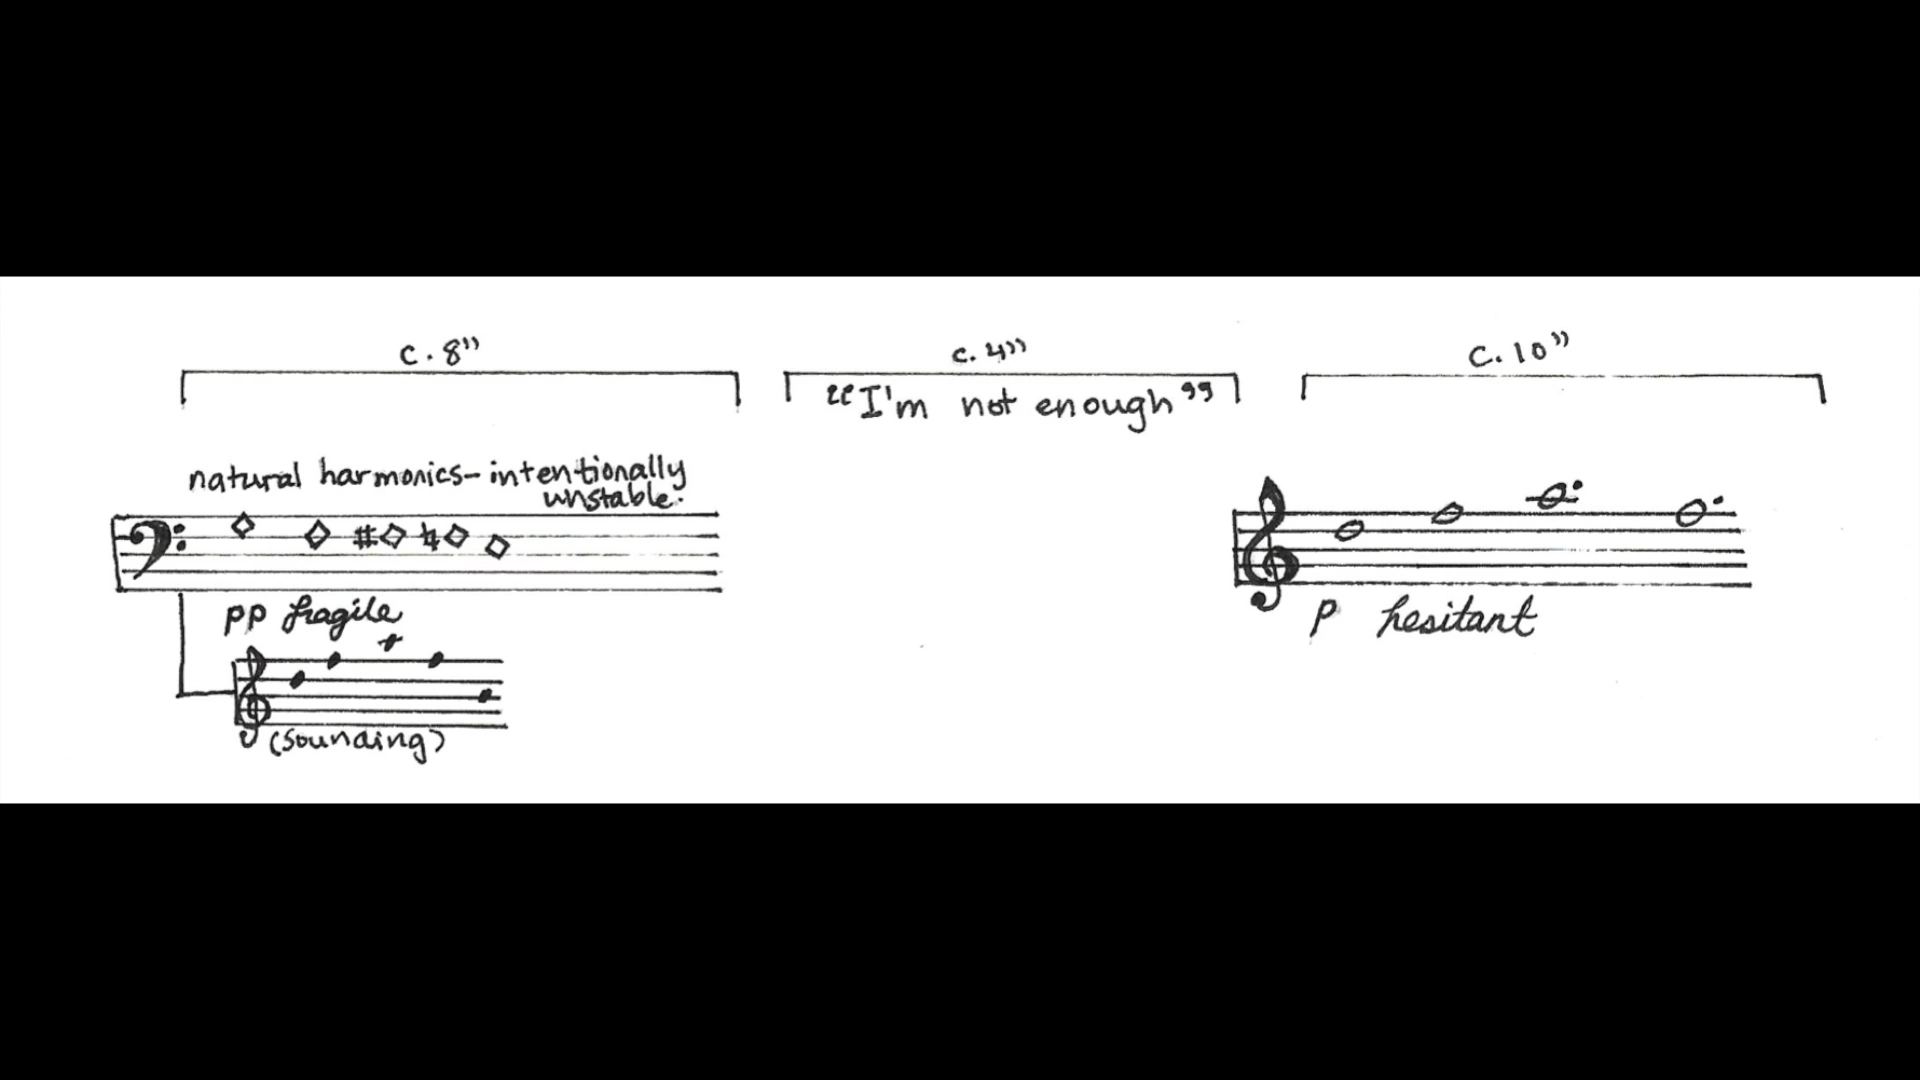 c. 8"
c. 4"
c. 10"
"I'm not enough"
natural harmonics- intentionally
unstable.
pp fragile
p hesitant
(sounding)